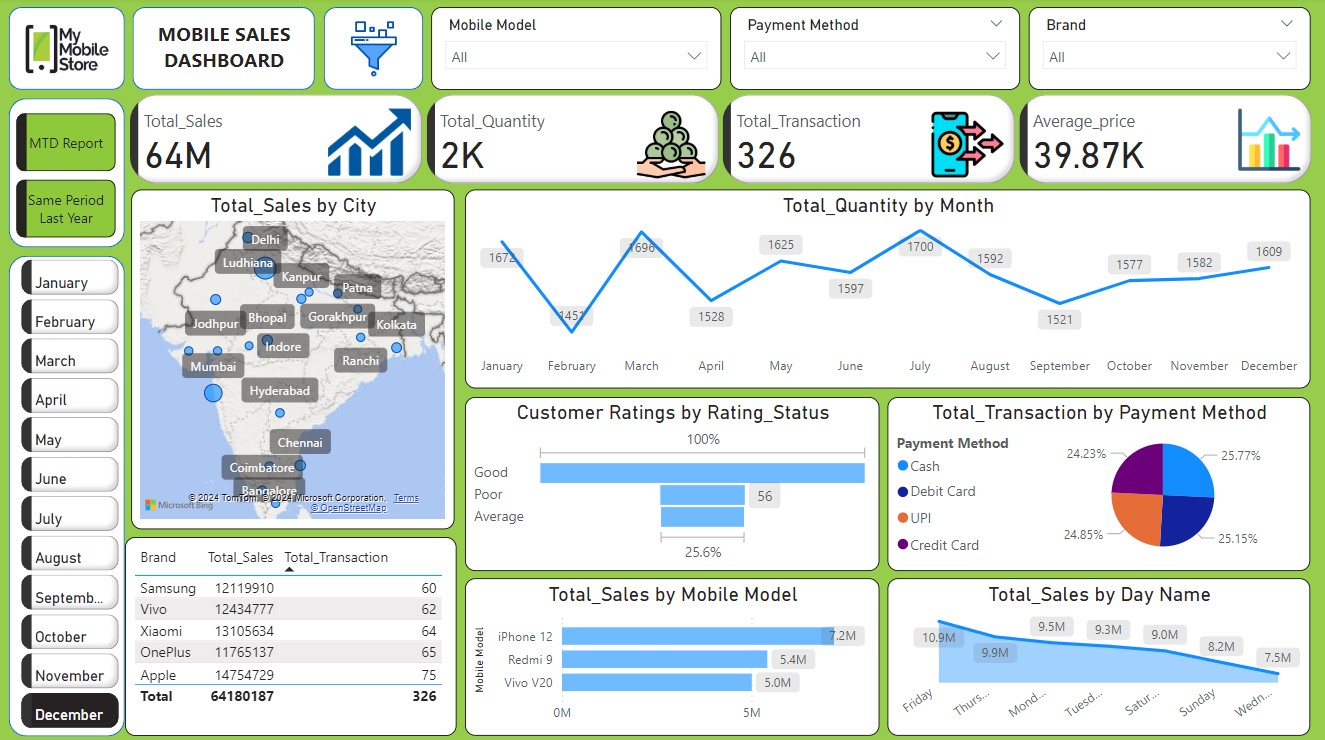 My
Mobile
Store
MOBILE SALES
DASHBOARD
Mobile Model
All
Payment Method
All
Brand
All
MTD Report
Same Period
Last Year
Total_Sales
64M
Total_Quantity
2K
Total_Transaction
326
Average_price
39.87K
January
February
March
April
May
June
July
August
Septemb...
October
November
December
Total_Sales by City
Delhi
Ludhiana
Kanpur
Patna
Jodhpur
Bhopal
Gorakhpur
Kolkata
Indore
Mumbai
Ranchi
Hyderabad
Chennai
Coimbatore
Bangalore
© 2024 TomTom, © 2024 Microsoft Corporation, Terms
Microsoft Bing
© OpenStreetMap
Total_Quantity by Month
1672
1451
1696
1528
1625
1597
1700
1592
1521
1577
1582
1609
January February March April May June July August September October November December
Customer Ratings by Rating_Status
100%
Good
Poor 56
Average
25.6%
Total_Transaction by Payment Method
Payment Method
Cash
Debit Card
UPI
Credit Card
24.23%
25.77%
24.85%
25.15%
Brand Total_Sales Total_Transaction
Samsung 12119910 60
Vivo 12434777 62
Xiaomi 13105634 64
OnePlus 11765137 65
Apple 14754729 75
Total 64180187 326
Total_Sales by Mobile Model
Mobile Model
iPhone 12 7.2M
Redmi 9 5.4M
Vivo V20 5.0M
0M 5M
Total_Sales by Day Name
10.9M
9.9M
9.5M
9.3M
9.0M
8.2M
7.5M
Friday Thurs... Mond... Tuesd... Satur... Sunday Wedn...